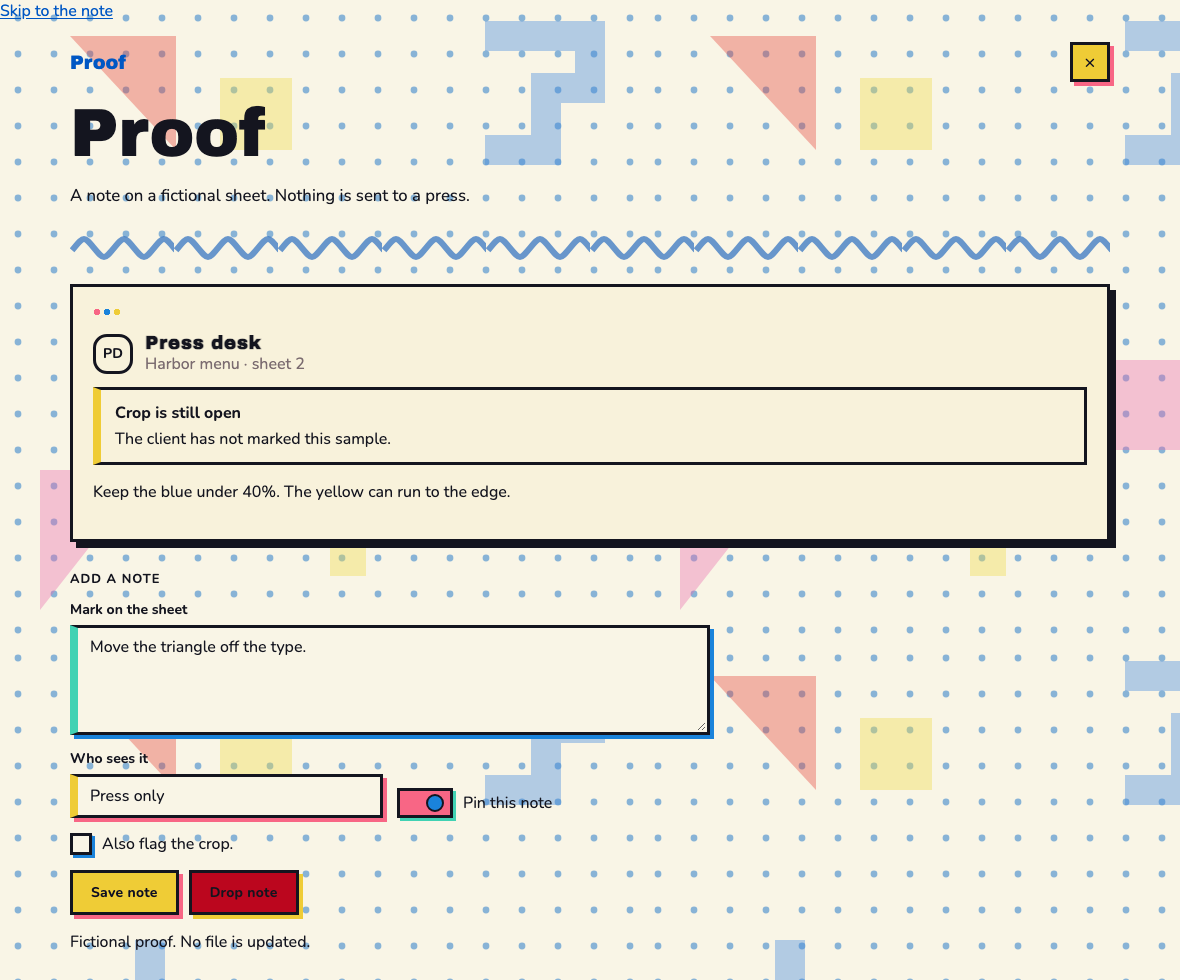 Skip to the note
Proof
×
Proof
A note on a fictional sheet. Nothing is sent to a press.
PD
Press desk
Harbor menu · sheet 2
Crop is still open
The client has not marked this sample.
Keep the blue under 40%. The yellow can run to the edge.
ADD A NOTE
Mark on the sheet
Move the triangle off the type.
Who sees it
Press only
Pin this note
Also flag the crop.
Save note
Drop note
Fictional proof. No file is updated.